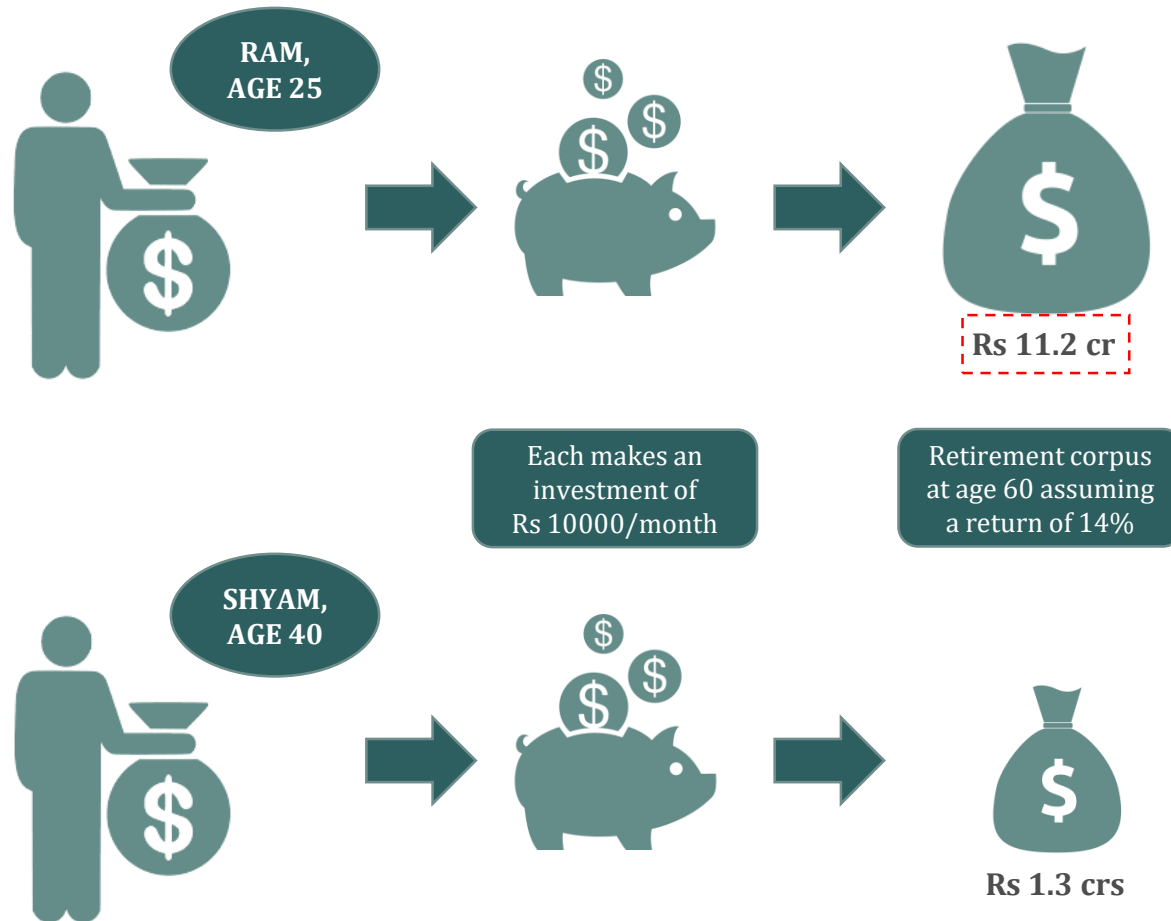 RAM,
AGE 25
$
$
$
$
$
Rs 11.2 cr
Each makes an
investment of
Rs 10000/month
Retirement corpus
at age 60 assuming
a return of 14%
SHYAM,
AGE 40
$
$
$
$
$
Rs 1.3 crs